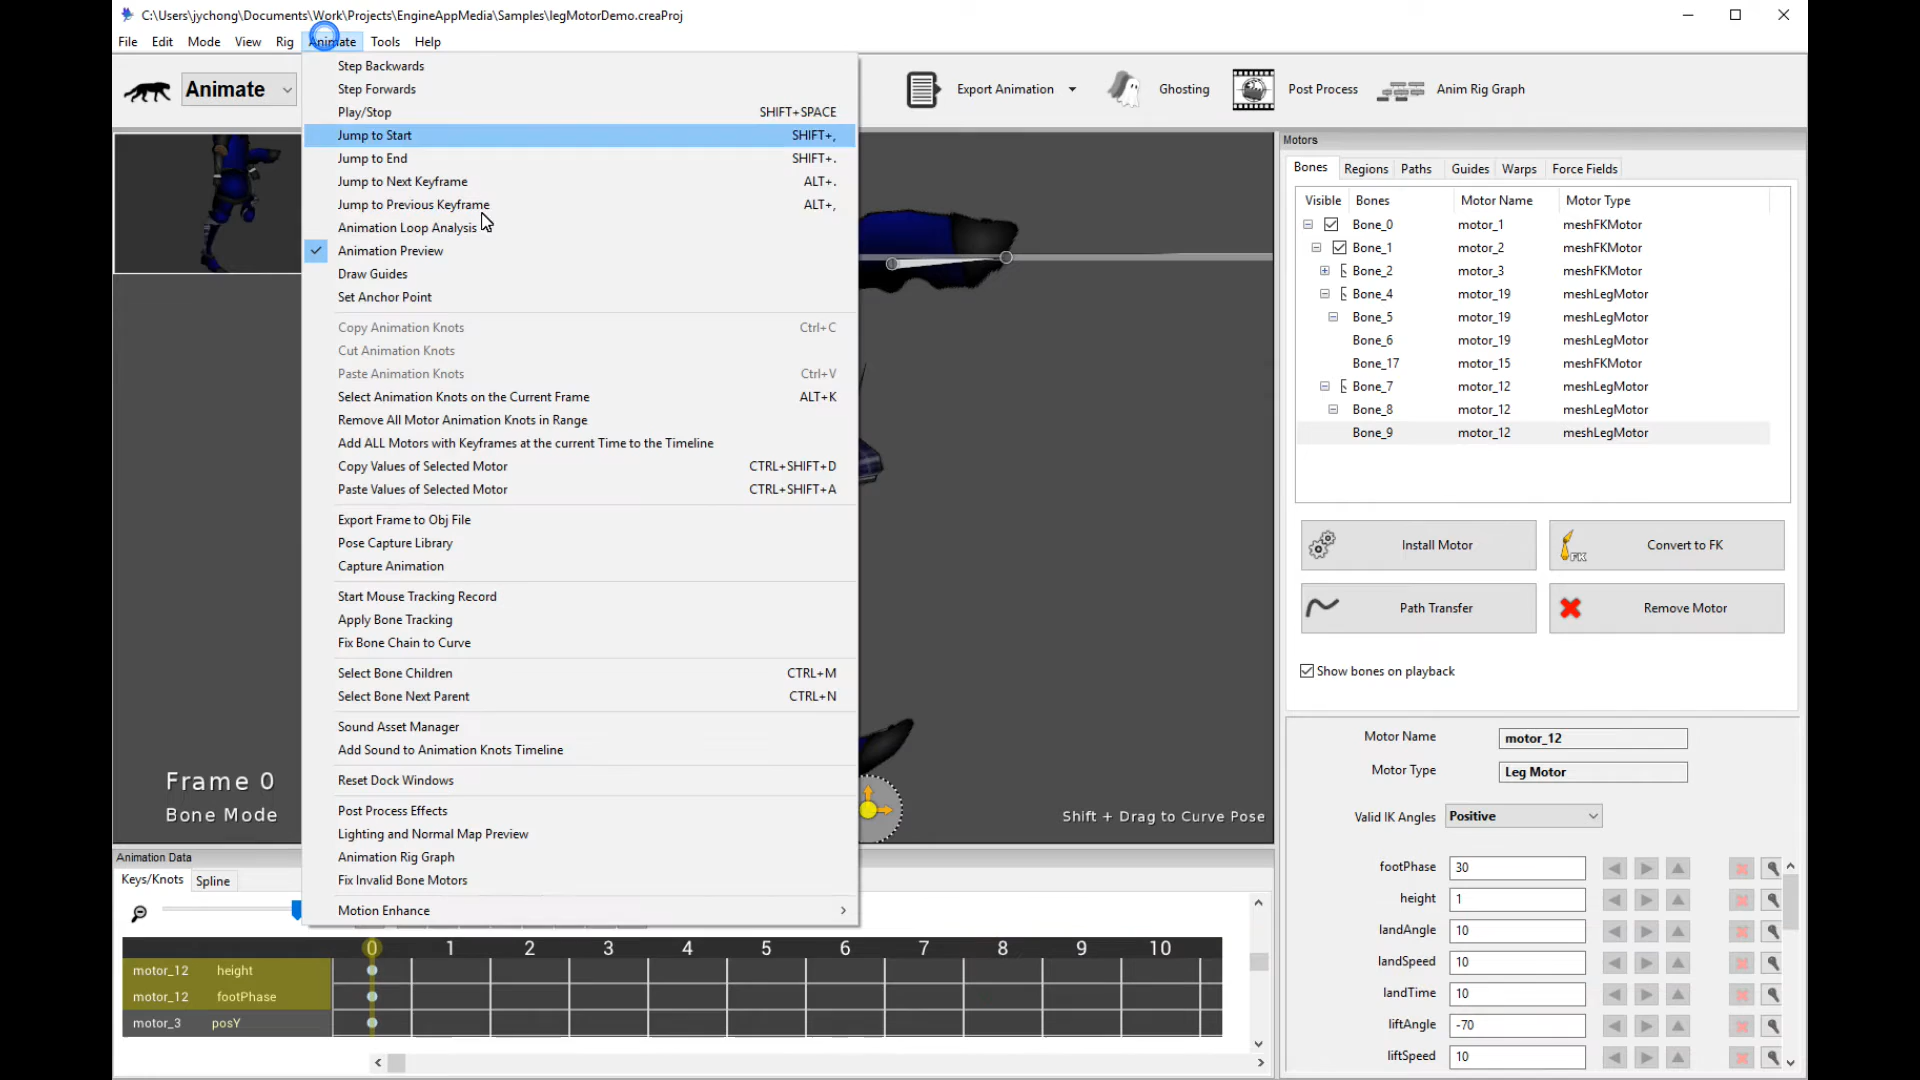 C:\Users\jychong\Documents\Work\Projects\EngineAppMedia\Samples\legMotorDemo.creaProj
File Edit Mode View Rig Animate Tools Help
Animate
Export Animation
Ghosting
Post Process
Anim Rig Graph
Step Backwards
Step Forwards
Play/Stop SHIFT+SPACE
Jump to Start SHIFT+,
Jump to End SHIFT+.
Jump to Next Keyframe ALT+.
Jump to Previous Keyframe ALT+,
Animation Loop Analysis
Animation Preview
Draw Guides
Set Anchor Point
Copy Animation Knots Ctrl+C
Cut Animation Knots
Paste Animation Knots Ctrl+V
Select Animation Knots on the Current Frame ALT+K
Remove All Motor Animation Knots in Range
Add ALL Motors with Keyframes at the current Time to the Timeline
Copy Values of Selected Motor CTRL+SHIFT+D
Paste Values of Selected Motor CTRL+SHIFT+A
Export Frame to Obj File
Pose Capture Library
Capture Animation
Start Mouse Tracking Record
Apply Bone Tracking
Fix Bone Chain to Curve
Select Bone Children CTRL+M
Select Bone Next Parent CTRL+N
Sound Asset Manager
Add Sound to Animation Knots Timeline
Reset Dock Windows
Post Process Effects
Lighting and Normal Map Preview
Animation Rig Graph
Fix Invalid Bone Motors
Motion Enhance
Frame 0
Bone Mode
Shift + Drag to Curve Pose
Motors
Bones Regions Paths Guides Warps Force Fields
Visible Bones Motor Name Motor Type
Bone_0 motor_1 meshFKMotor
Bone_1 motor_2 meshFKMotor
Bone_2 motor_3 meshFKMotor
Bone_4 motor_19 meshLegMotor
Bone_5 motor_19 meshLegMotor
Bone_6 motor_19 meshLegMotor
Bone_17 motor_15 meshFKMotor
Bone_7 motor_12 meshLegMotor
Bone_8 motor_12 meshLegMotor
Bone_9 motor_12 meshLegMotor
Install Motor
FK Convert to FK
Path Transfer
Remove Motor
Show bones on playback
Motor Name motor_12
Motor Type Leg Motor
Valid IK Angles Positive
footPhase 30
height 1
landAngle 10
landSpeed 10
landTime 10
liftAngle -70
liftSpeed 10
Animation Data
Keys/Knots Spline
0 1 2 3 4 5 6 7 8 9 10
motor_12 height
motor_12 footPhase
motor_3 posY